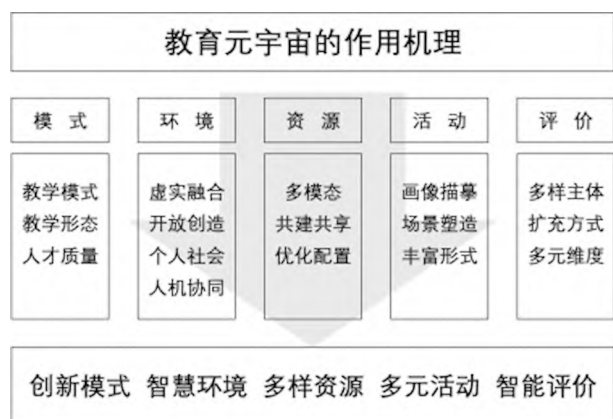 教育元宇宙的作用机理
模 式
环 境
资 源
活 动
评 价
教学模式
教学形态
人才质量
虚实融合
开放创造
个人社会
人机协同
多模态
共建共享
优化配置
画像描摹
场景塑造
丰富形式
多样主体
扩充方式
多元维度
创新模式 智慧环境 多样资源 多元活动 智能评价